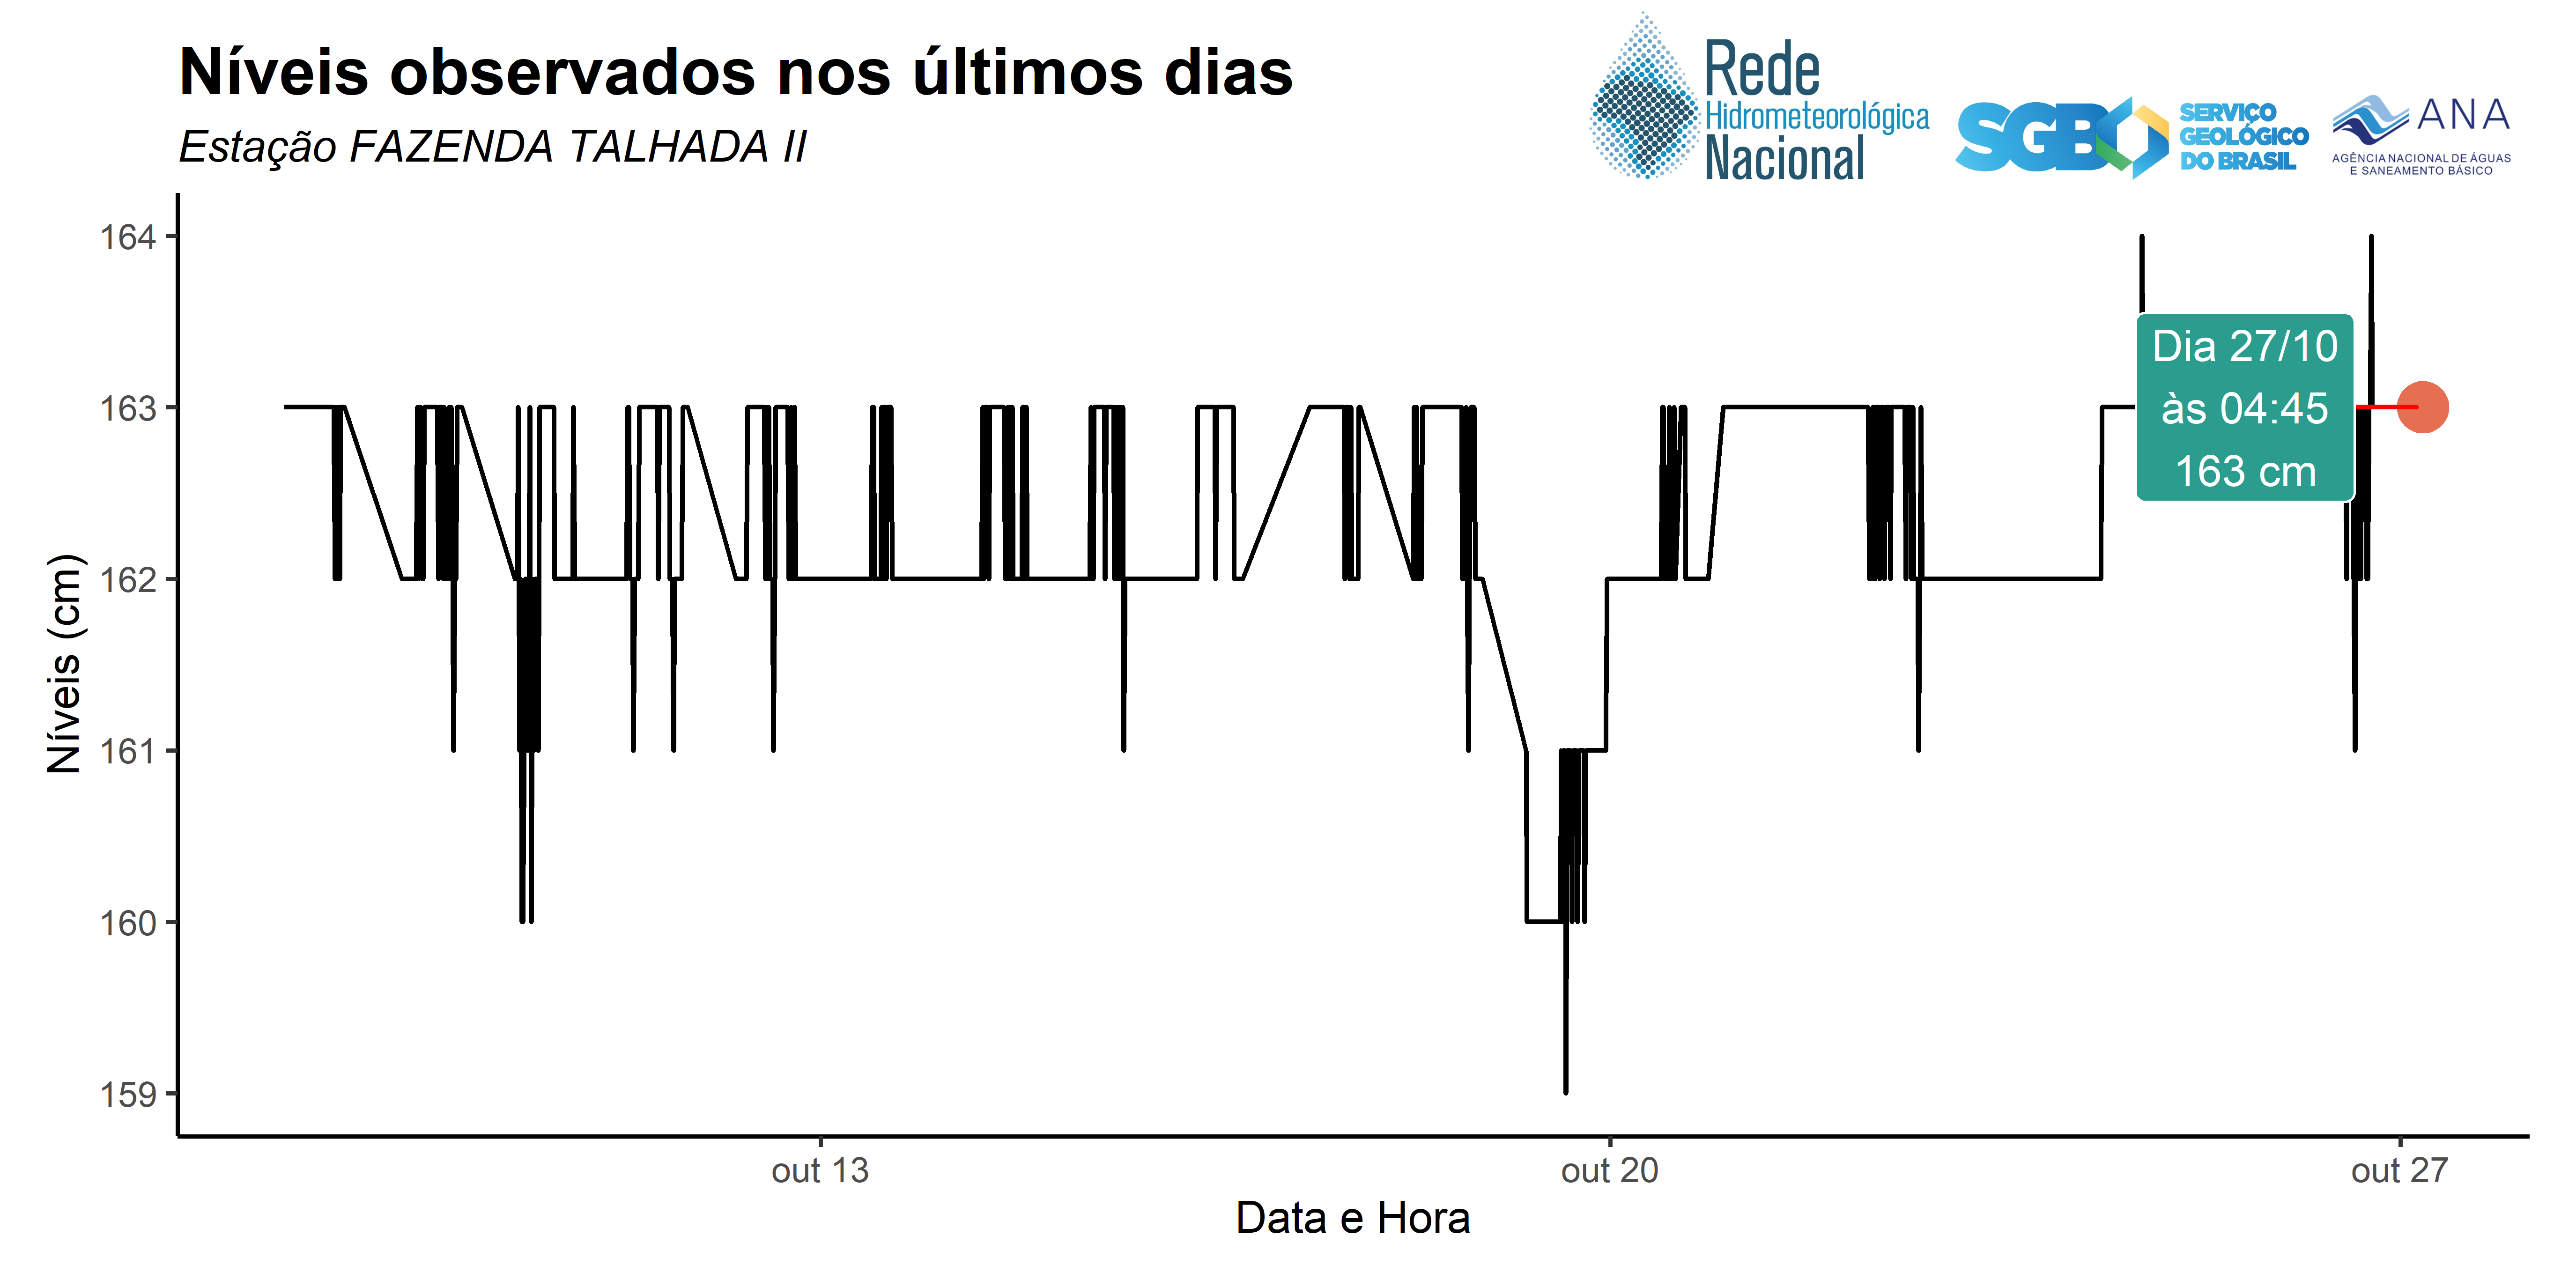 Níveis observados nos últimos dias
Estação FAZENDA TALHADA II
Rede
Hidrometeorológica
Nacional
SGB
SERVIÇO
GEOLÓGICO
DO BRASIL
ANA
AGÊNCIA NACIONAL DE ÁGUAS
E SANEAMENTO BÁSICO
164
163
162
161
160
159
Níveis (cm)
Dia 27/10
às 04:45
163 cm
out 13
out 20
out 27
Data e Hora